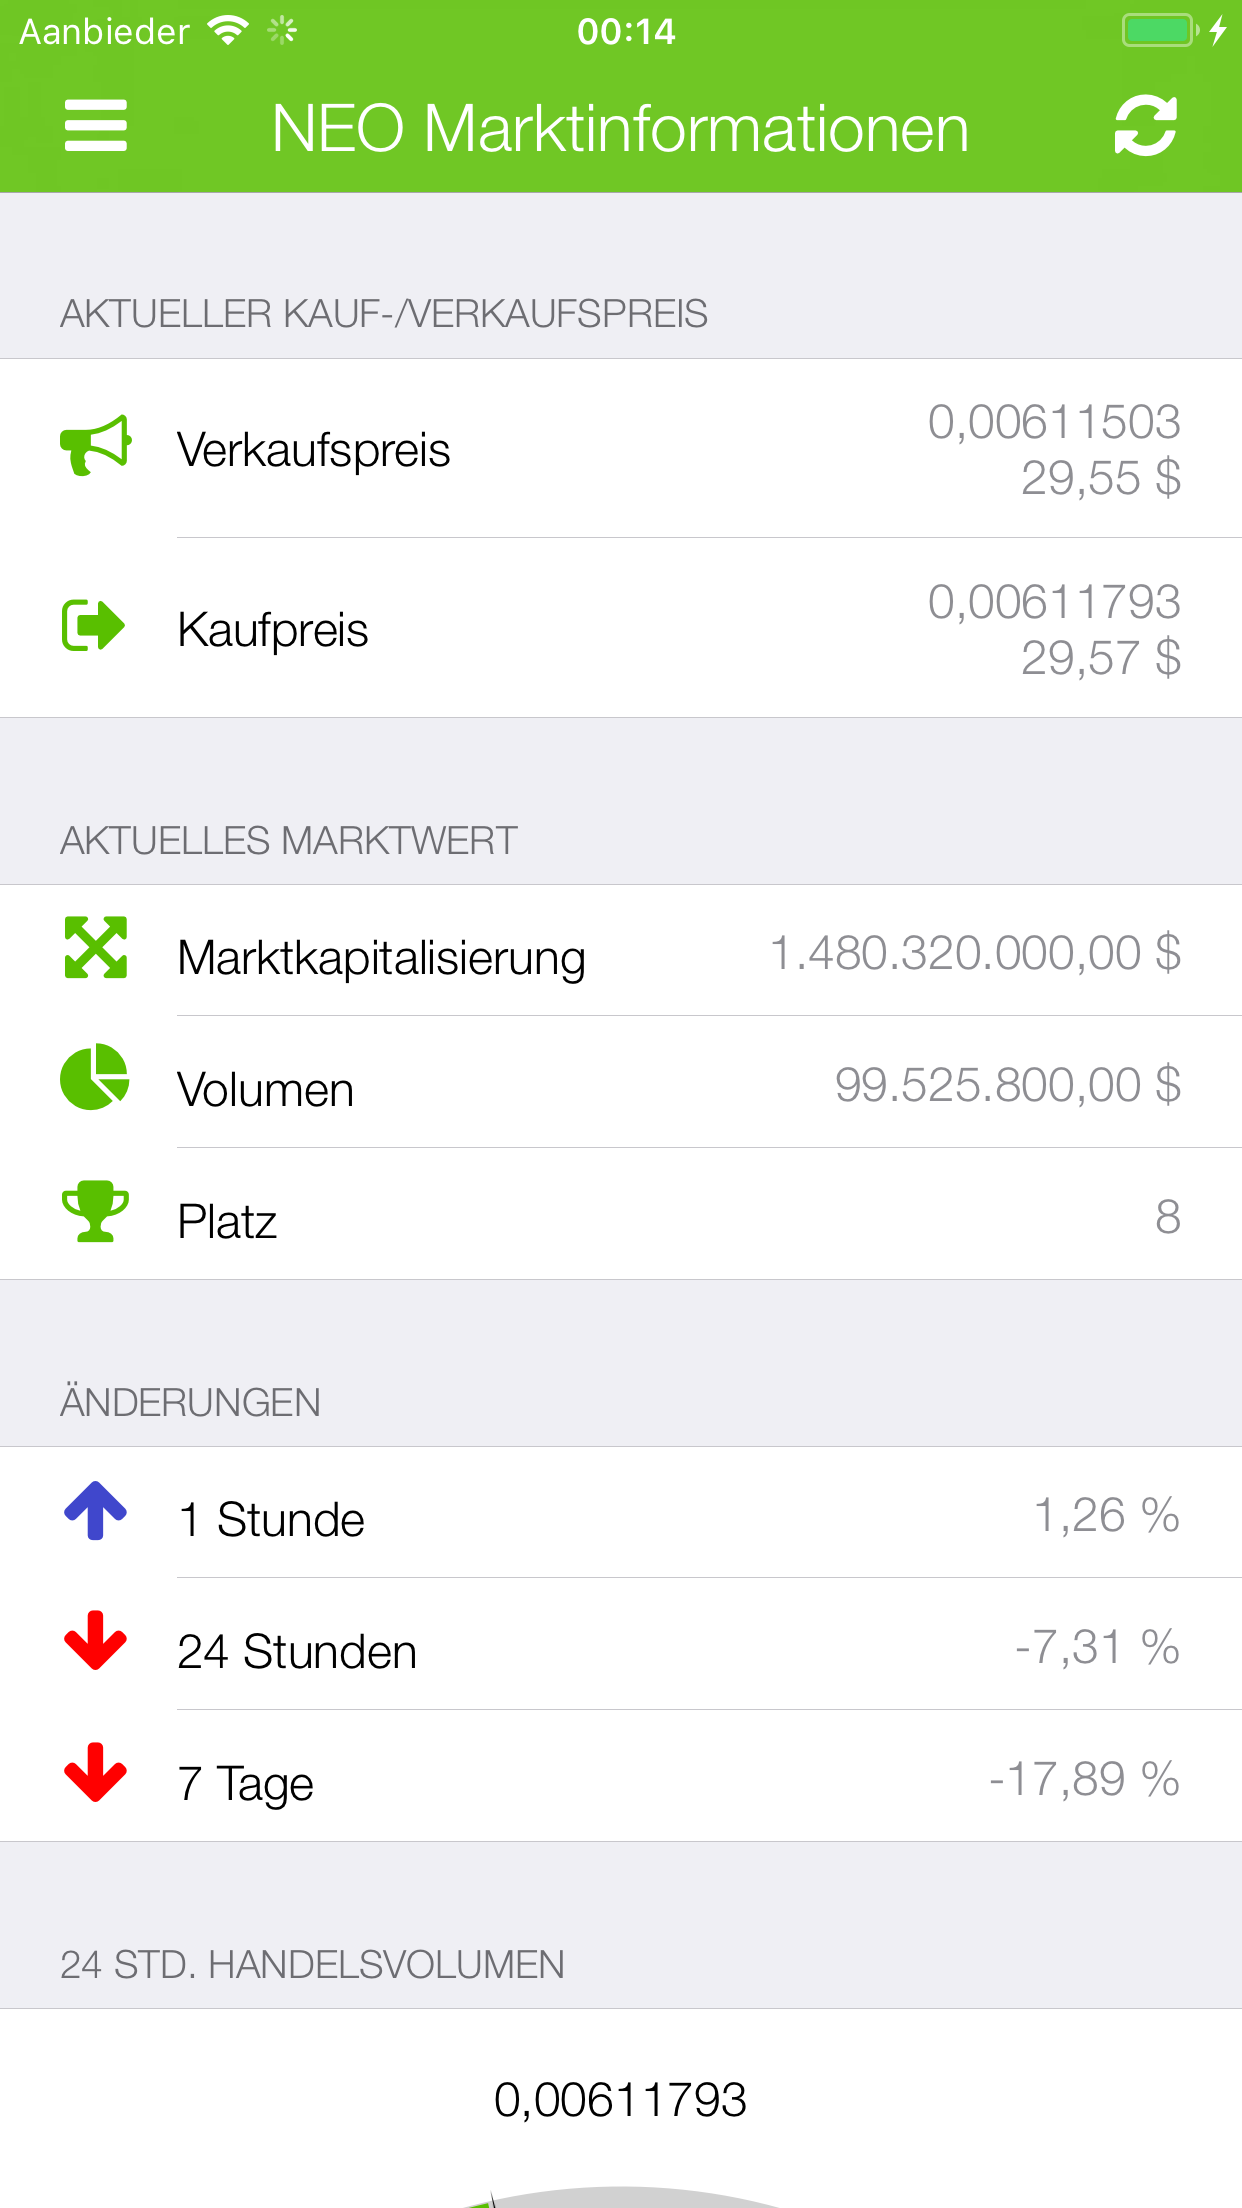 Aanbieder
00:14
NEO Marktinformationen
AKTUELLER KAUF-/VERKAUFSPREIS
Verkaufspreis
0,00611503
29,55 $
Kaufpreis
0,00611793
29,57 $
AKTUELLES MARKTWERT
Marktkapitalisierung 1.480.320.000,00 $
Volumen 99.525.800,00 $
Platz 8
ÄNDERUNGEN
1 Stunde 1,26 %
24 Stunden -7,31 %
7 Tage -17,89 %
24 STD. HANDELSVOLUMEN
0,00611793